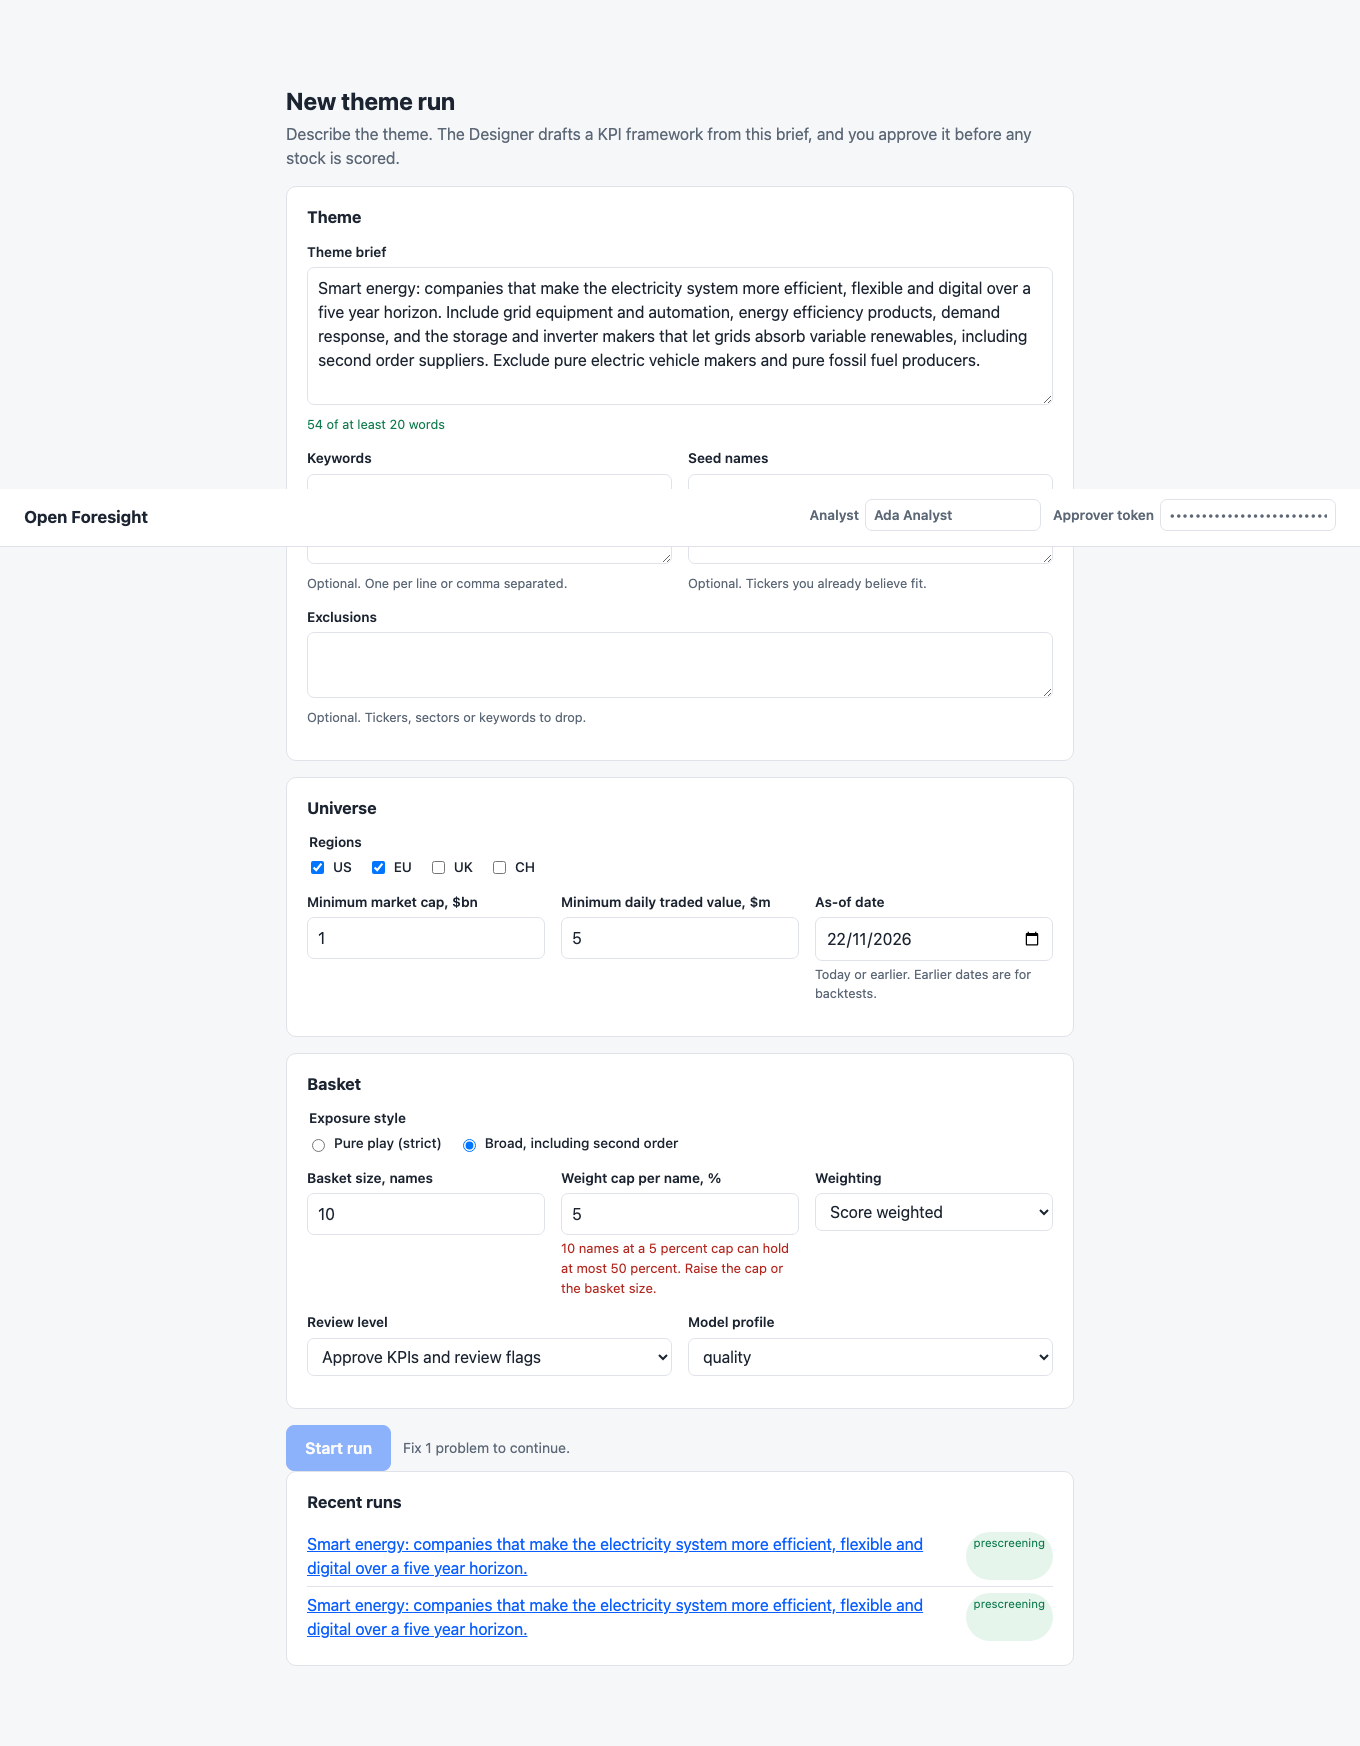 New theme run
Describe the theme. The Designer drafts a KPI framework from this brief, and you approve it before any
stock is scored.
Theme
Theme brief
Smart energy: companies that make the electricity system more efficient, flexible and digital over a
five year horizon. Include grid equipment and automation, energy efficiency products, demand
response, and the storage and inverter makers that let grids absorb variable renewables, including
second order suppliers. Exclude pure electric vehicle makers and pure fossil fuel producers.
54 of at least 20 words
Keywords
Seed names
Open Foresight
Analyst
Ada Analyst
Approver token
Optional. One per line or comma separated.
Optional. Tickers you already believe fit.
Exclusions
Optional. Tickers, sectors or keywords to drop.
Universe
Regions
US EU UK CH
Minimum market cap, $bn
1
Minimum daily traded value, $m
5
As-of date
22/11/2026
Today or earlier. Earlier dates are for
backtests.
Basket
Exposure style
Pure play (strict) Broad, including second order
Basket size, names
10
Weight cap per name, %
5
10 names at a 5 percent cap can hold
at most 50 percent. Raise the cap or
the basket size.
Weighting
Score weighted
Review level
Approve KPIs and review flags
Model profile
quality
Start run
Fix 1 problem to continue.
Recent runs
Smart energy: companies that make the electricity system more efficient, flexible and
digital over a five year horizon.
prescreening
Smart energy: companies that make the electricity system more efficient, flexible and
digital over a five year horizon.
prescreening